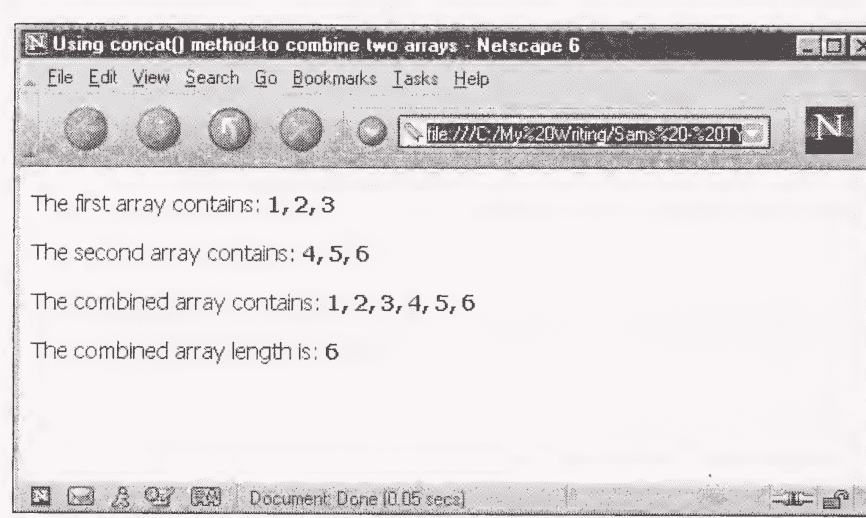 N Using concat() method to combine two arrays - Netscape 6
File Edit View Search Go Bookmarks Tasks Help
file:///C:/My%20Writing/Sams%20-%20TY
N
The first array contains: 1, 2, 3
The second array contains: 4, 5, 6
The combined array contains: 1, 2, 3, 4, 5, 6
The combined array length is: 6
N Document: Done (0.05 secs)